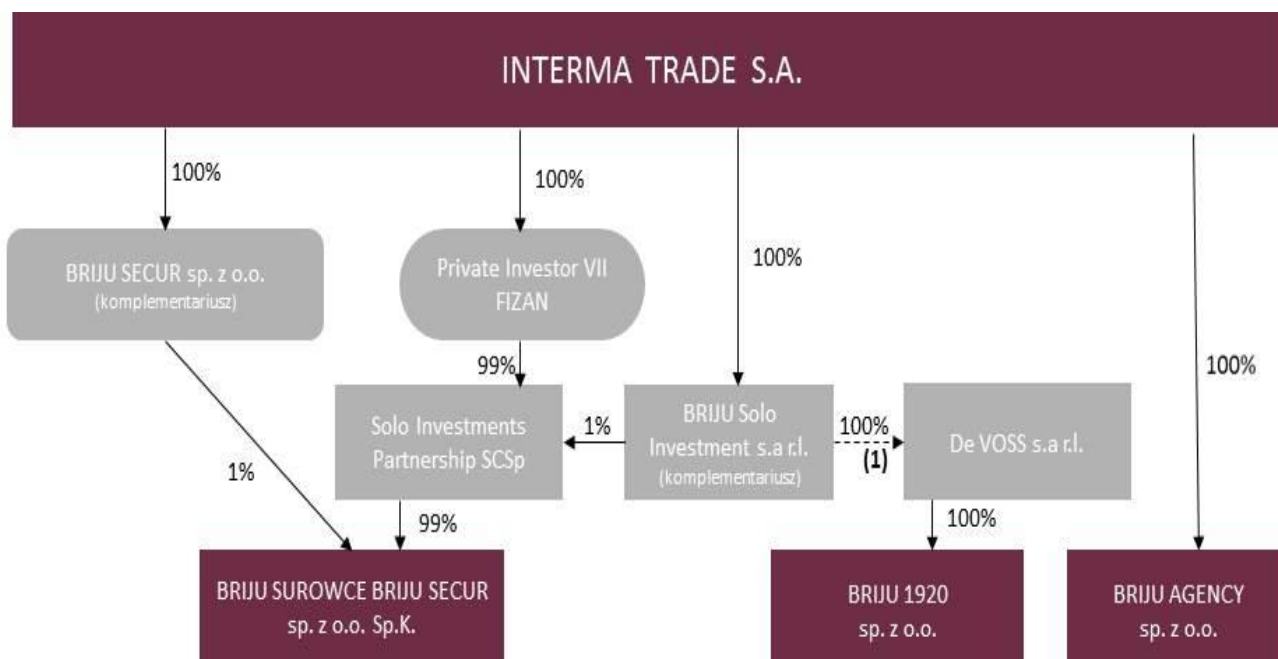 INTERMA TRADE S.A.
100%
100%
100%
100%
BRIJU SECUR sp. z o.o.
(komplementariusz)
Private Investor VII
FIZAN
99%
1%
Solo Investments
Partnership SCSp
1%
BRIJU Solo
Investment s.a r.l.
(komplementariusz)
100%
(1)
De VOSS s.a r.l.
99%
100%
BRIJU SUROWCE BRIJU SECUR
sp. z o.o. Sp.K.
BRIJU 1920
sp. z o.o.
BRIJU AGENCY
sp. z o.o.